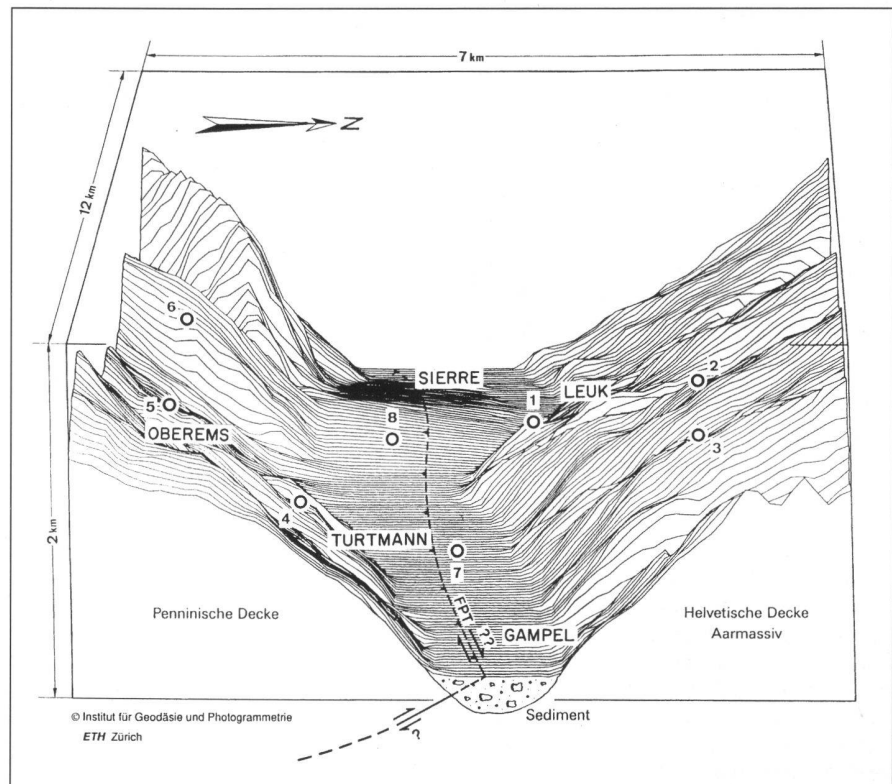 7 km
12 km
N
6
2
SIERRE
1
LEUK
5
8
3
OBEREMS
4
TURTMANN
7
2 km
Penninische Decke
FPT ??
GAMPEL
Helvetische Decke
Aarmassiv
© Institut für Geodäsie und Photogrammetrie
ETH Zürich
Sediment
?